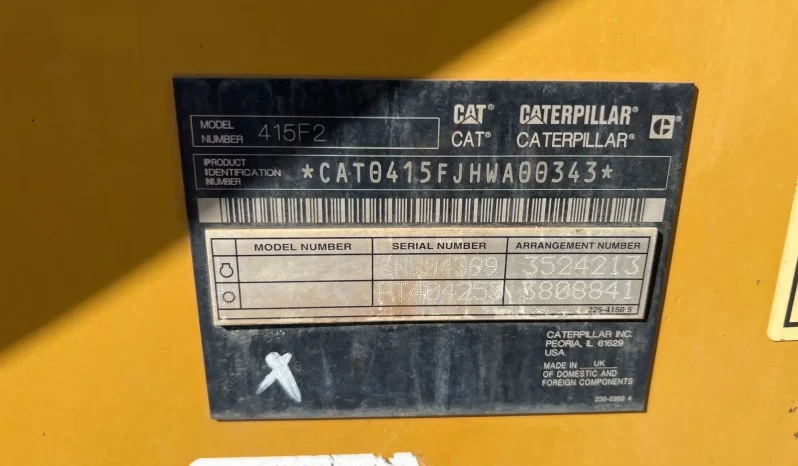 CAT® CATERPILLAR®
MODEL NUMBER 415F2
CAT® CATERPILLAR®
PRODUCT IDENTIFICATION NUMBER *CAT0415FJHWA00343*
MODEL NUMBER SERIAL NUMBER ARRANGEMENT NUMBER
3524213
3808841
225-4150 5
CATERPILLAR INC.
PEORIA, IL 61629
USA
MADE IN UK
OF DOMESTIC AND
FOREIGN COMPONENTS